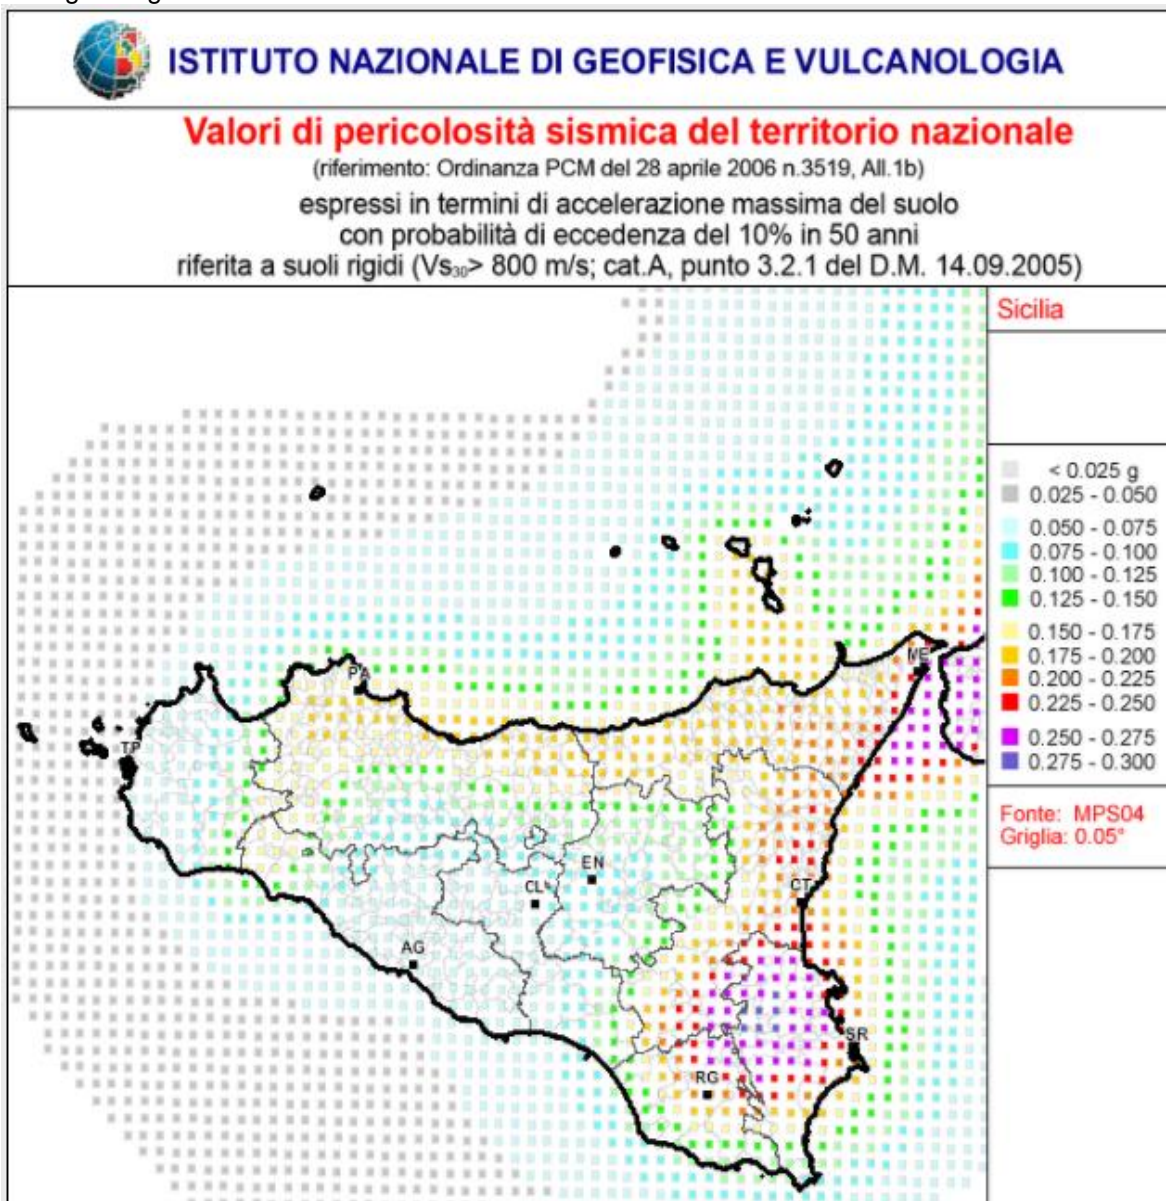 ISTITUTO NAZIONALE DI GEOFISICA E VULCANOLOGIA
Valori di pericolosità sismica del territorio nazionale
(riferimento: Ordinanza PCM del 28 aprile 2006 n.3519, All.1b)
espressi in termini di accelerazione massima del suolo
con probabilità di eccedenza del 10% in 50 anni
riferita a suoli rigidi (Vs30> 800 m/s; cat.A, punto 3.2.1 del D.M. 14.09.2005)
Sicilia
< 0.025 g
0.025 - 0.050
0.050 - 0.075
0.075 - 0.100
0.100 - 0.125
0.125 - 0.150
0.150 - 0.175
0.175 - 0.200
0.200 - 0.225
0.225 - 0.250
0.250 - 0.275
0.275 - 0.300
Fonte: MPS04
Griglia: 0.05°
ME
PA
TP
EN
CL
CT
AG
SR
RG